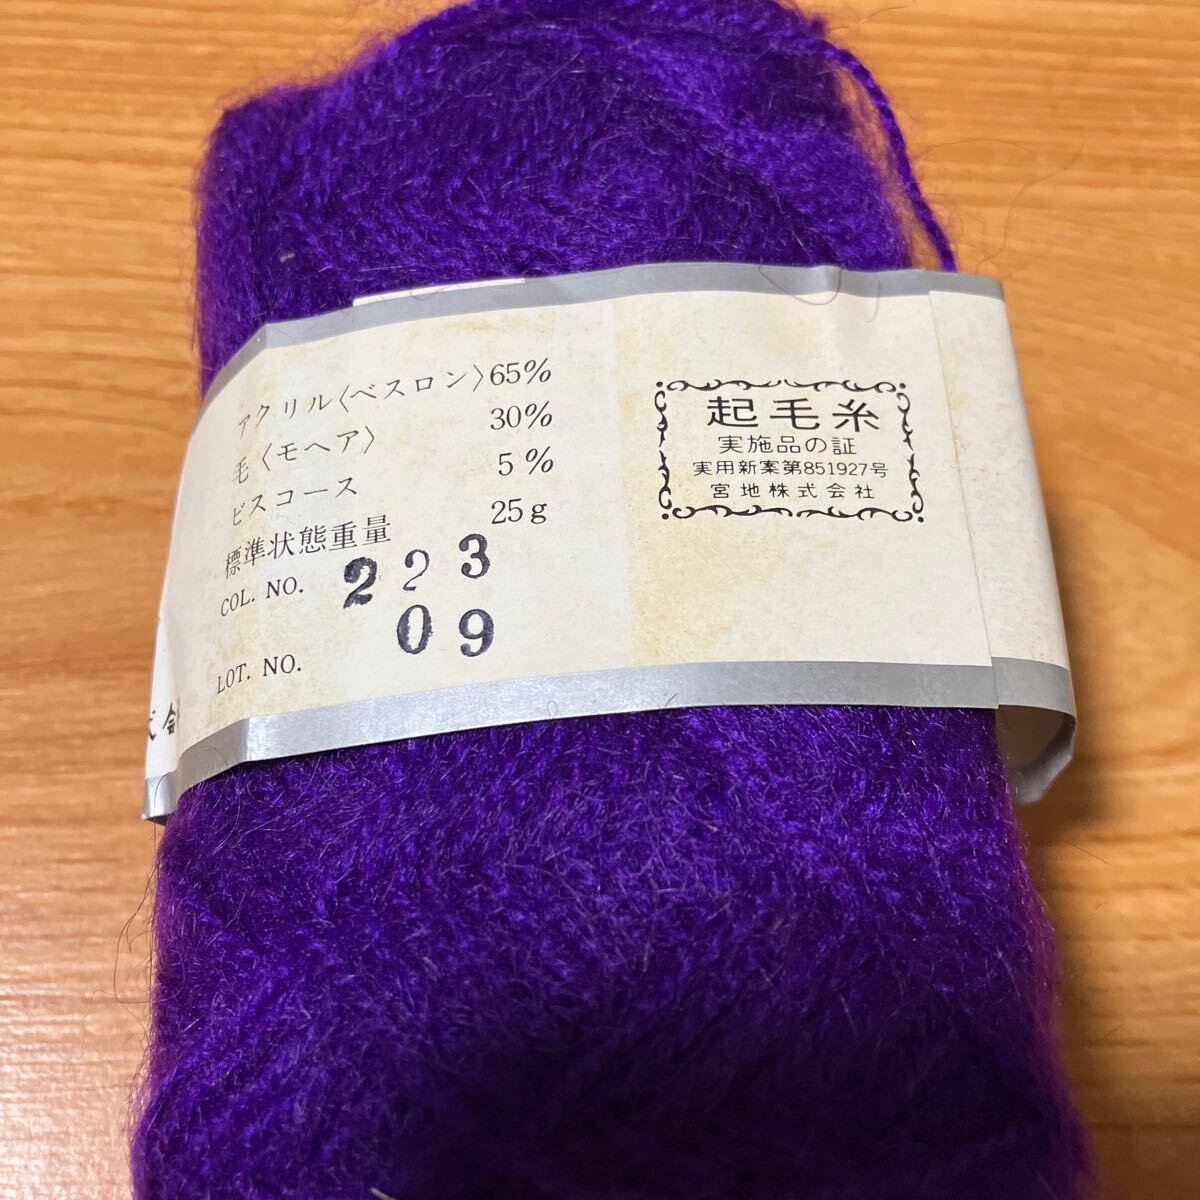 アクリル〈ベスロン〉65%
毛〈モヘア〉 30%
ビスコース 5%
標準状態重量 25g
COL. NO. 223
LOT. NO. 09
起毛糸
実施品の証
実用新案第851927号
宮地株式会社